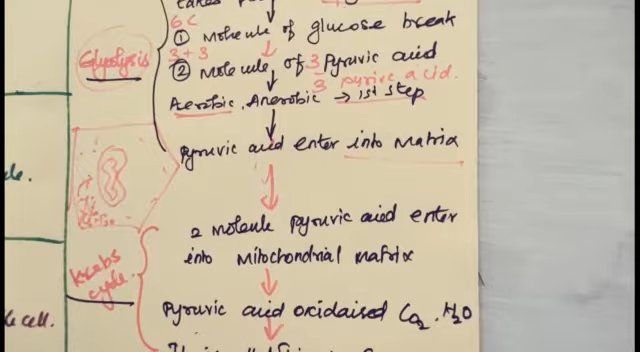 takes
6C
① Molecule of glucose break
3+3
Glycolysis
② Molecule of 3 Pyruvic acid
3 pyruvic acid.
Aerobic, Anerobic → 1st step
Pyruvic acid enter into Matrix
2 Molecule pyruvic acid enter
into Mitochondrial matrix
Krebs
cycle.
Pyruvic acid oxidaised Co2 . H2O
cell.